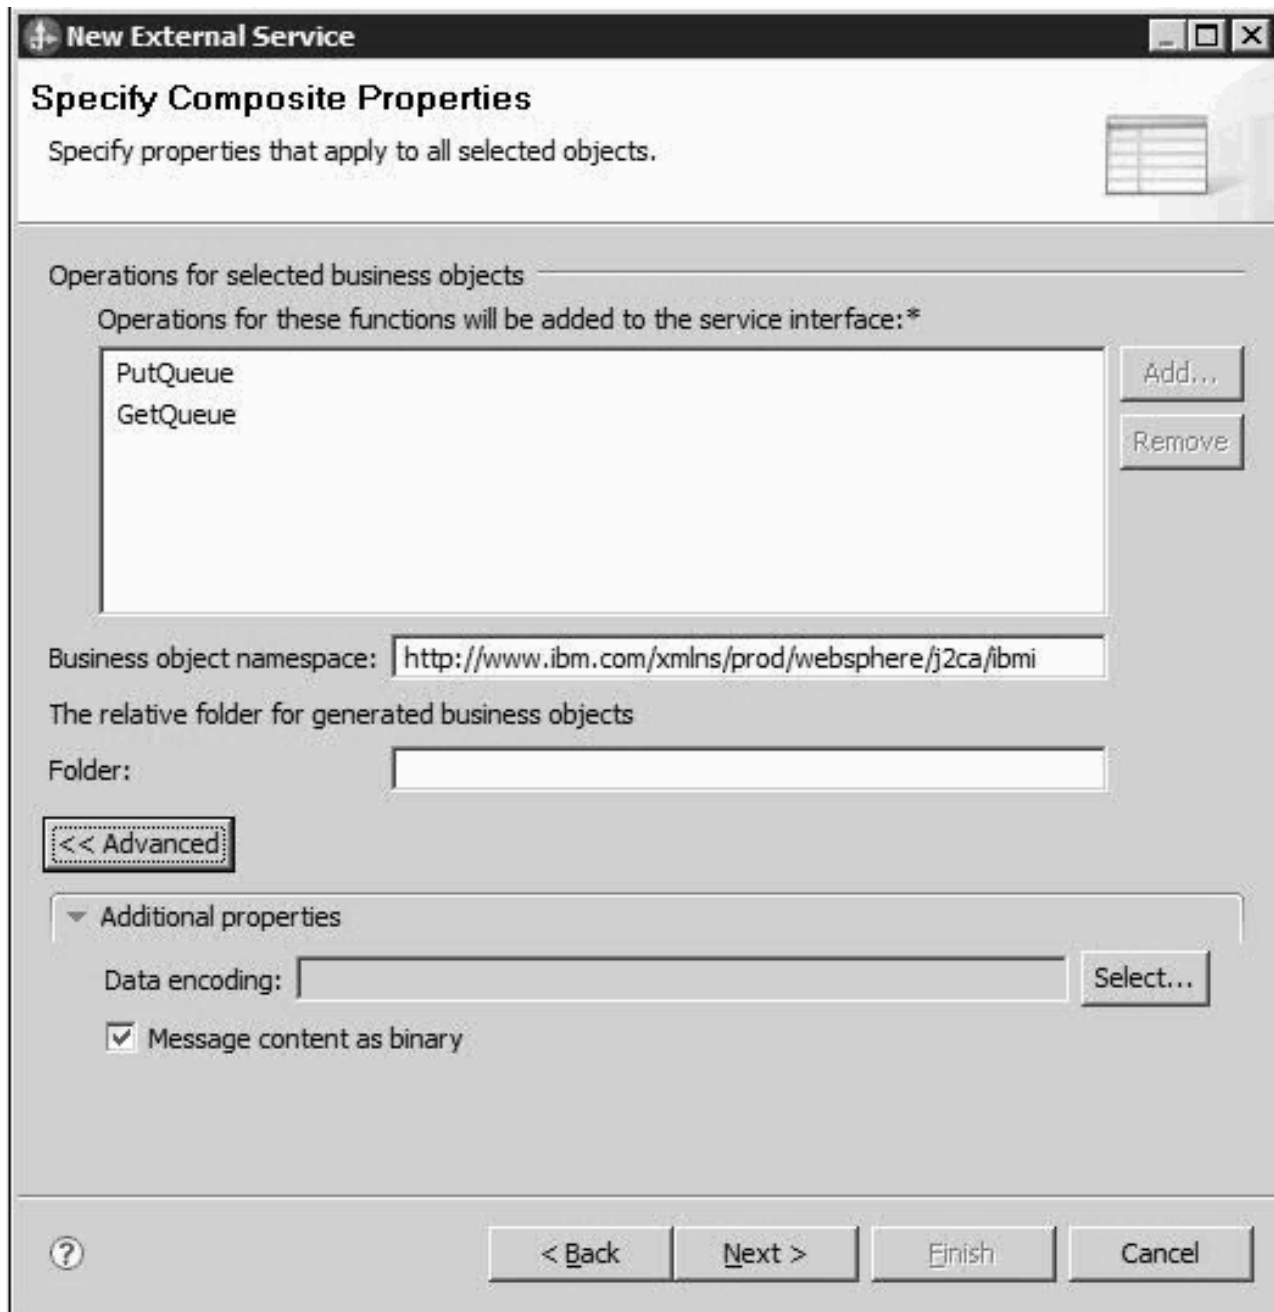 New External Service
Specify Composite Properties
Specify properties that apply to all selected objects.
Operations for selected business objects
Operations for these functions will be added to the service interface:*
PutQueue
GetQueue
Add...
Remove
Business object namespace: http://www.ibm.com/xmlns/prod/websphere/j2ca/ibmi
The relative folder for generated business objects
Folder:
<< Advanced
Additional properties
Data encoding: Select...
Message content as binary
? < Back Next > Finish Cancel